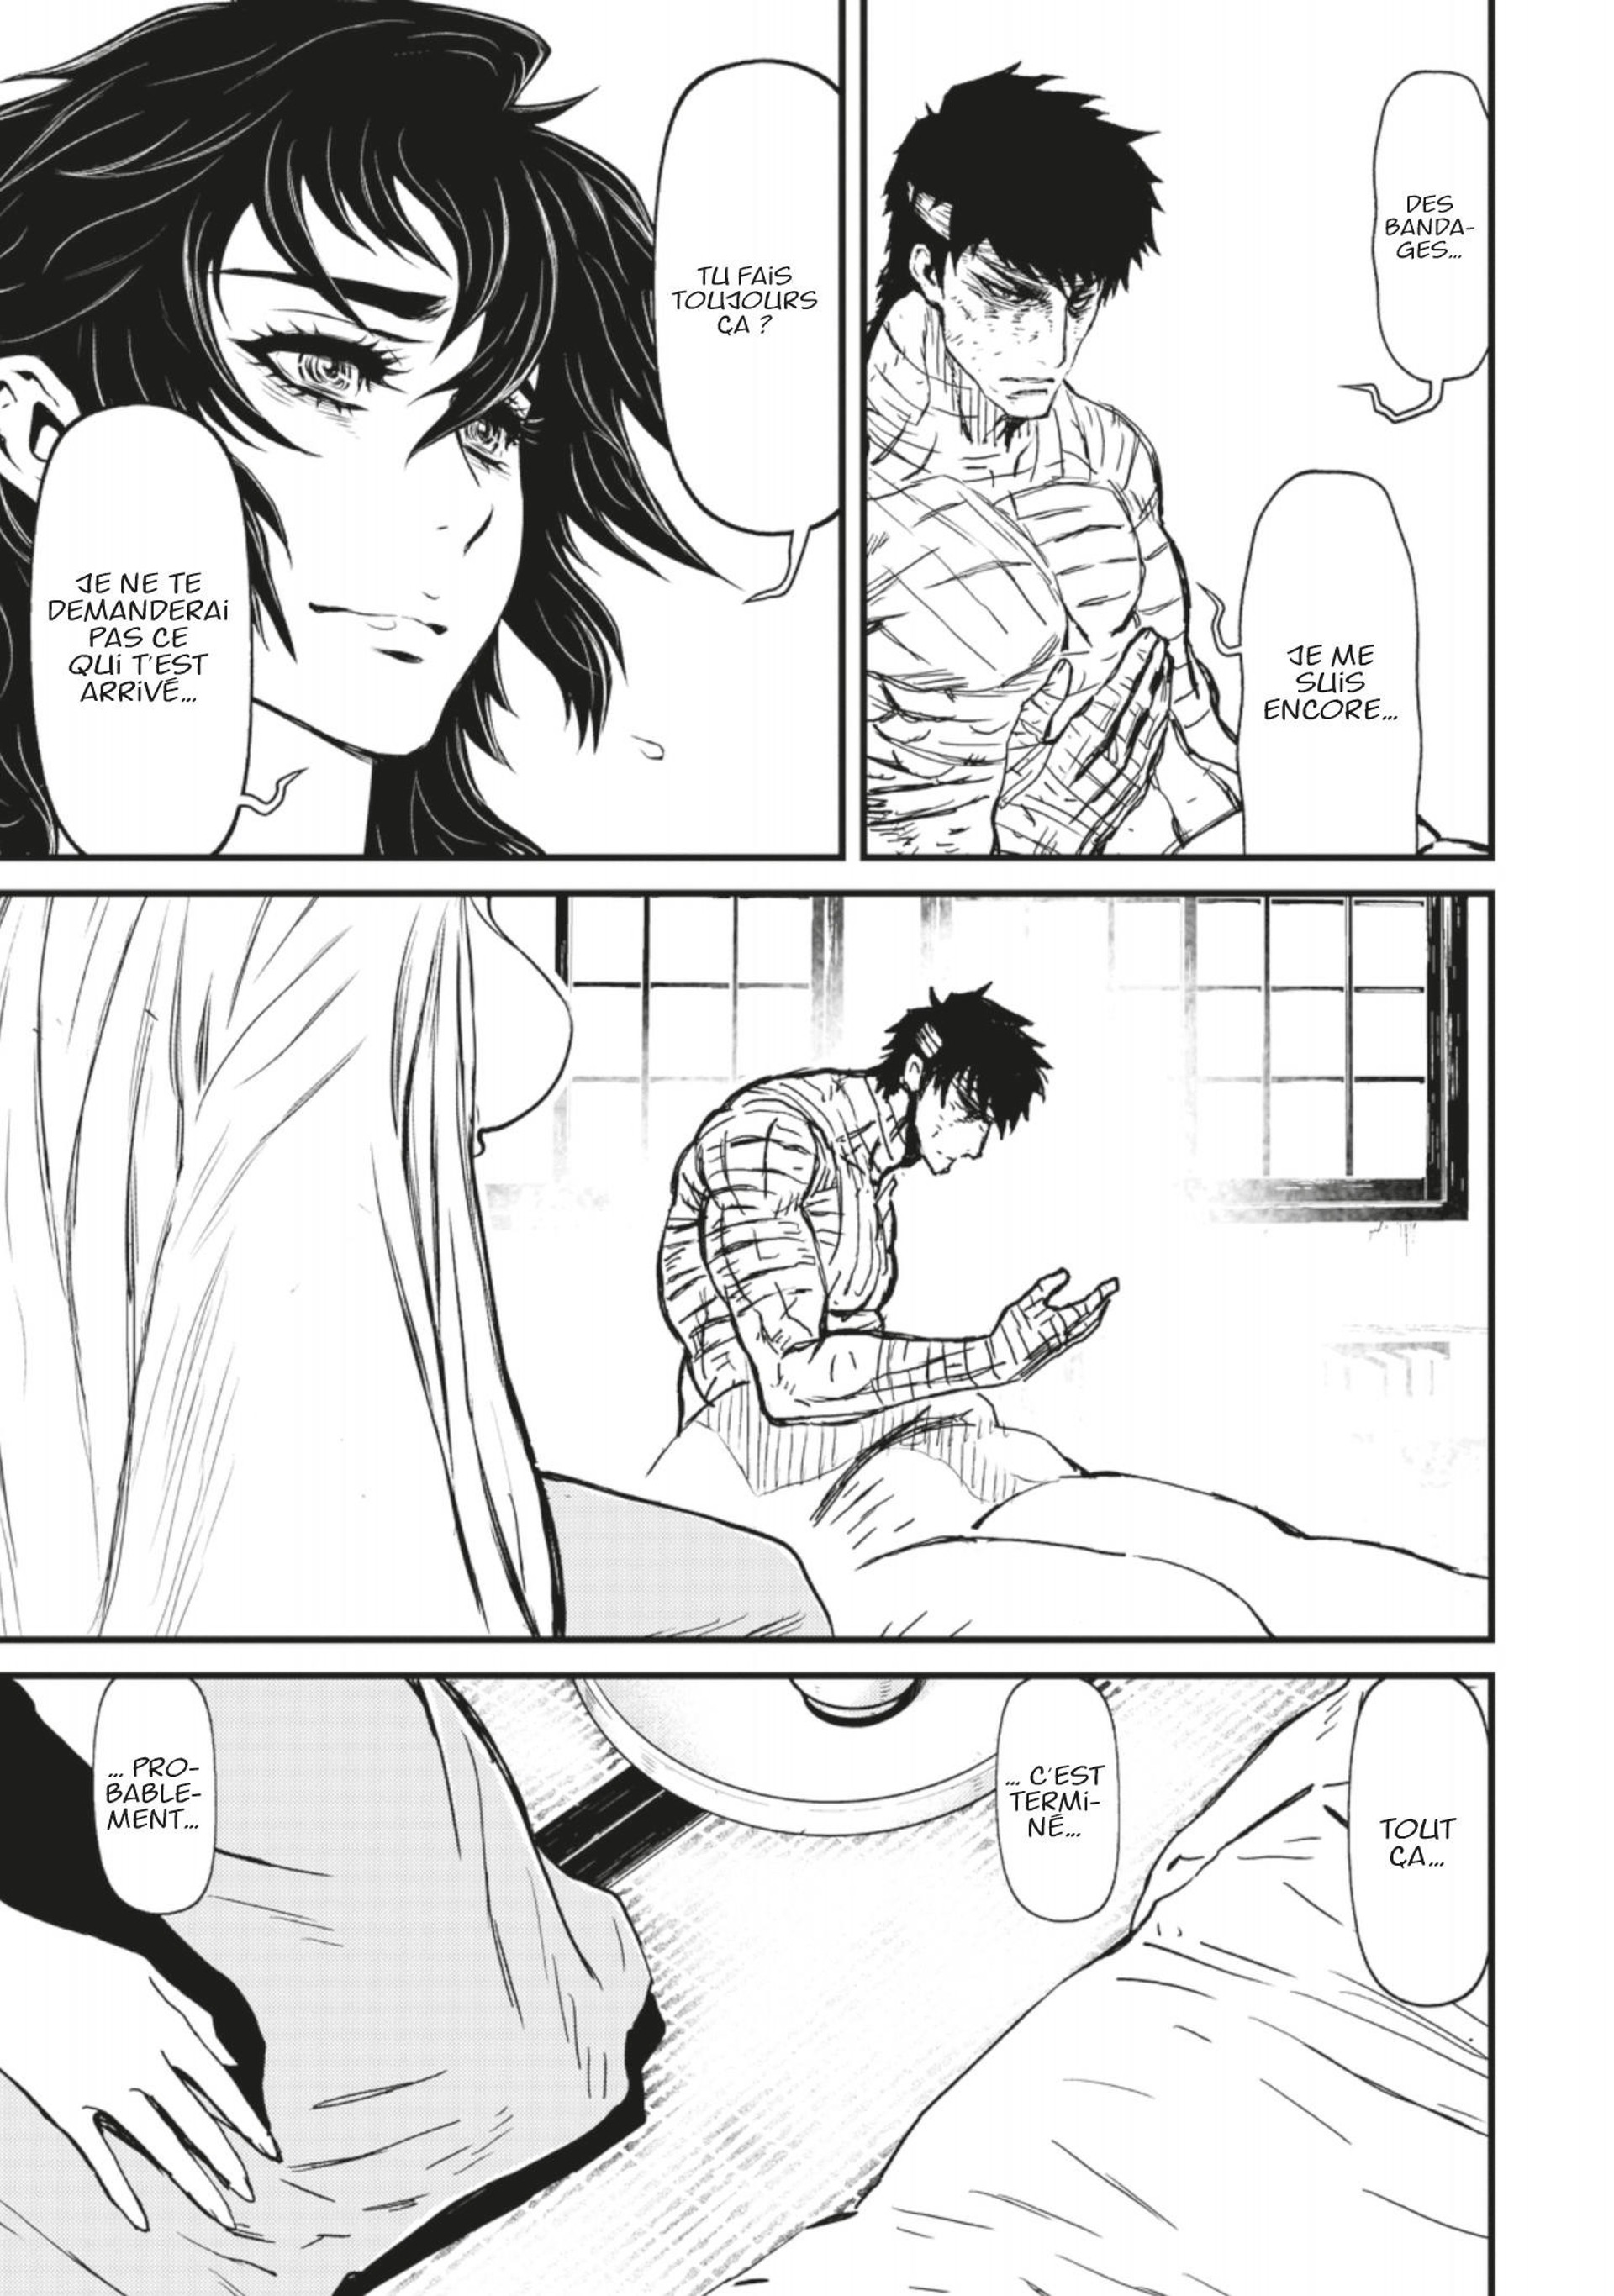 DES
BANDA-
GES...
JE ME
SUiS
ENCORE...
TU FAiS
TOUJOURS
ÇA ?
JE NE TE
DEMANDERAi
PAS CE
QUi T'EST
ARRiVÉ...
TOUT
ÇA...
... C'EST
TERMi-
NÉ...
... PRO-
BABLE-
MENT...